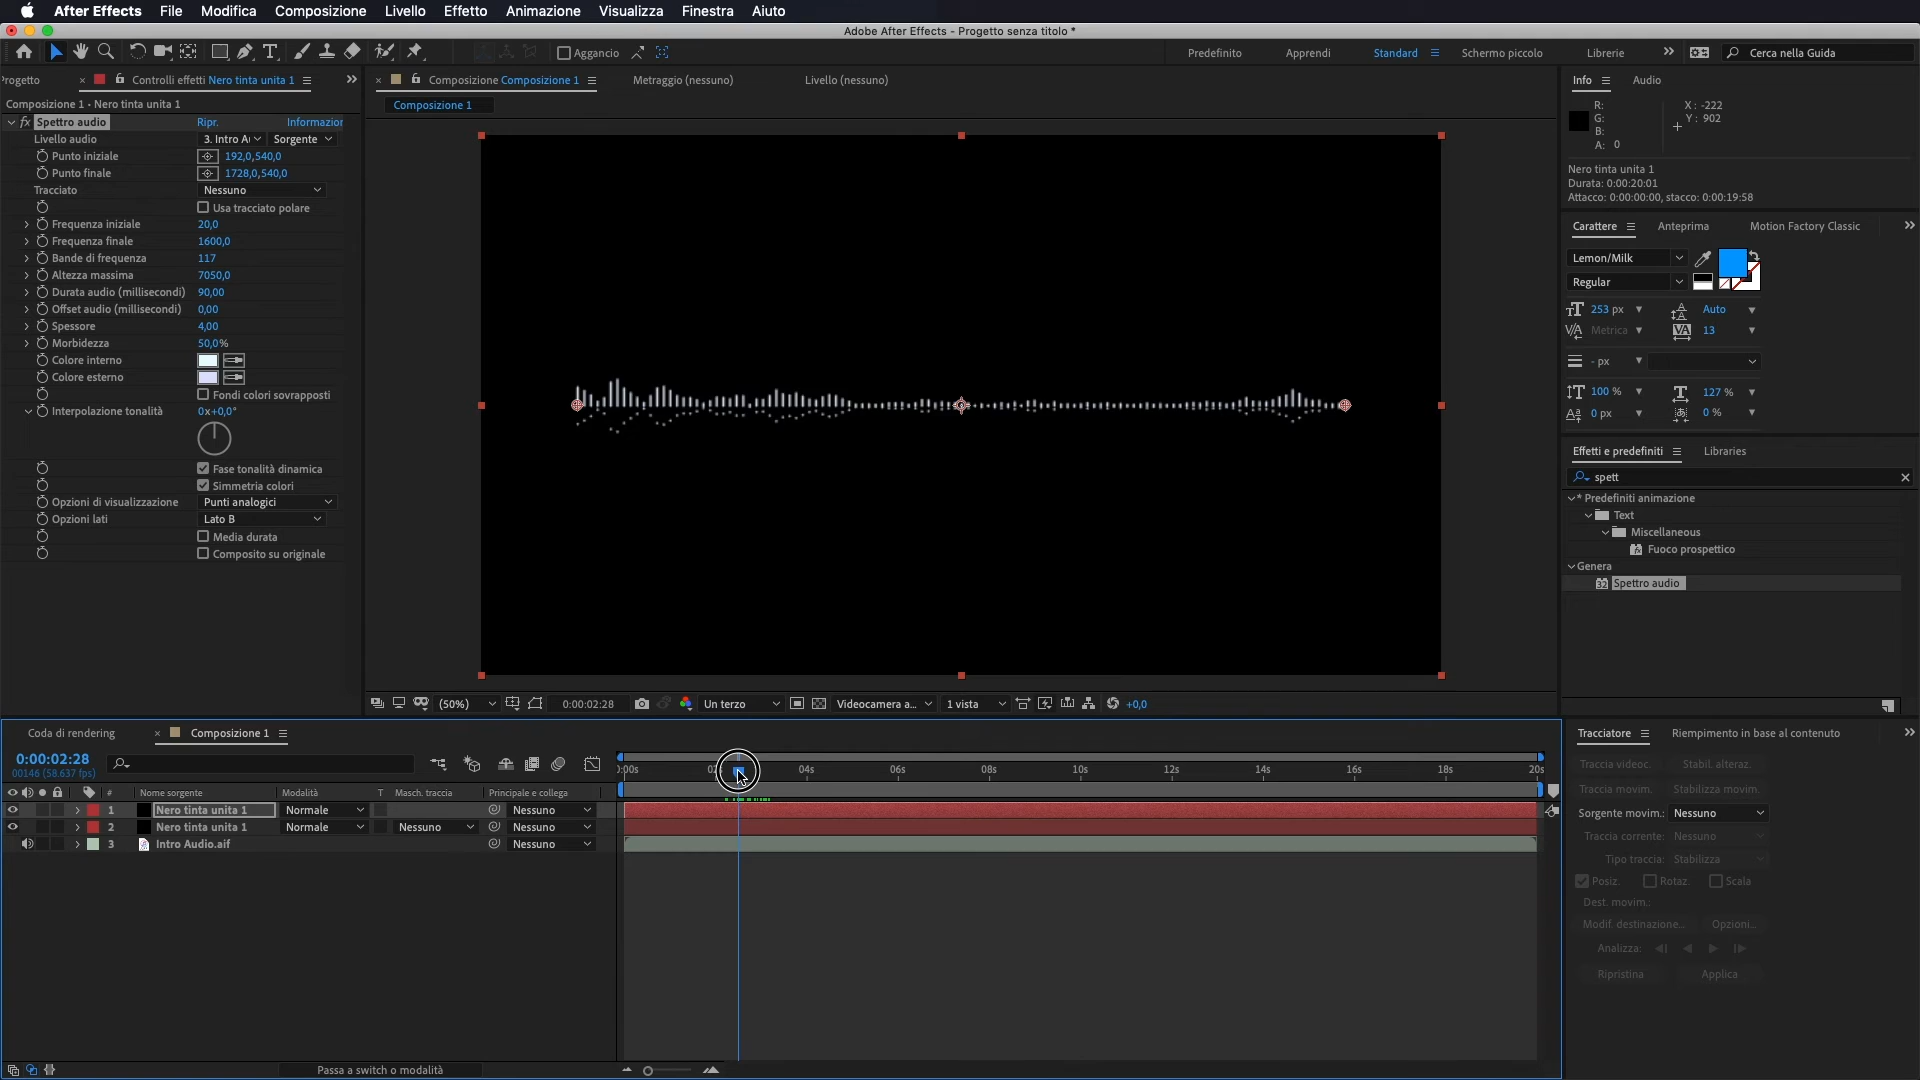 After Effects File Modifica Composizione Livello Effetto Animazione Visualizza Finestra Aiuto
Adobe After Effects - Progetto senza titolo *
Aggancio
Predefinito Apprendi Standard Schermo piccolo Librerie Cerca nella Guida
rogetto Controlli effetti Nero tinta unita 1
Composizione Composizione 1 Metraggio (nessuno) Livello (nessuno)
Info Audio
Composizione 1 • Nero tinta unita 1
Composizione 1
fx Spettro audio Ripr. Informazior
Livello audio 3. Intro A Sorgente
Punto iniziale 192,0,540,0
Punto finale 1728,0,540,0
Tracciato Nessuno
Usa tracciato polare
Frequenza iniziale 20,0
Frequenza finale 1600,0
Bande di frequenza 117
Altezza massima 7050,0
Durata audio (millisecondi) 90,00
Offset audio (millisecondi) 0,00
Spessore 4,00
Morbidezza 50,0%
Colore interno
Colore esterno
Fondi colori sovrapposti
Interpolazione tonalità 0x+0,0°
Fase tonalità dinamica
Simmetria colori
Opzioni di visualizzazione Punti analogici
Opzioni lati Lato B
Media durata
Composito su originale
R:
G:
B:
A: 0
X: -222
Y: 902
Nero tinta unita 1
Durata: 0:00:20:01
Attacco: 0:00:00:00, stacco: 0:00:19:58
Carattere Anteprima Motion Factory Classic
Lemon/Milk
Regular
253 px Auto
Metrica 13
- px
100 % 127 %
0 px 0 %
Effetti e predefiniti Libraries
spett
* Predefiniti animazione
Text
Miscellaneous
Fuoco prospettico
Genera
32 Spettro audio
(50%) 0:00:02:28 Un terzo Videocamera a... 1 vista +0,0
Coda di rendering Composizione 1
0:00:02:28
00146 (58.637 fps)
:00s 02 04s 06s 08s 10s 12s 14s 16s 18s 20s
# Nome sorgente Modalità T Masch. traccia Principale e collega
1 Nero tinta unita 1 Normale Nessuno
2 Nero tinta unita 1 Normale Nessuno Nessuno
3 Intro Audio.aif Nessuno
Passa a switch o modalità
Tracciatore Riempimento in base al contenuto
Traccia videoc. Stabil. alteraz.
Traccia movim. Stabilizza movim.
Sorgente movim.: Nessuno
Traccia corrente: Nessuno
Tipo traccia: Stabilizza
Posiz. Rotaz. Scala
Dest. movim.:
Modif. destinazione... Opzioni...
Analizza:
Ripristina Applica